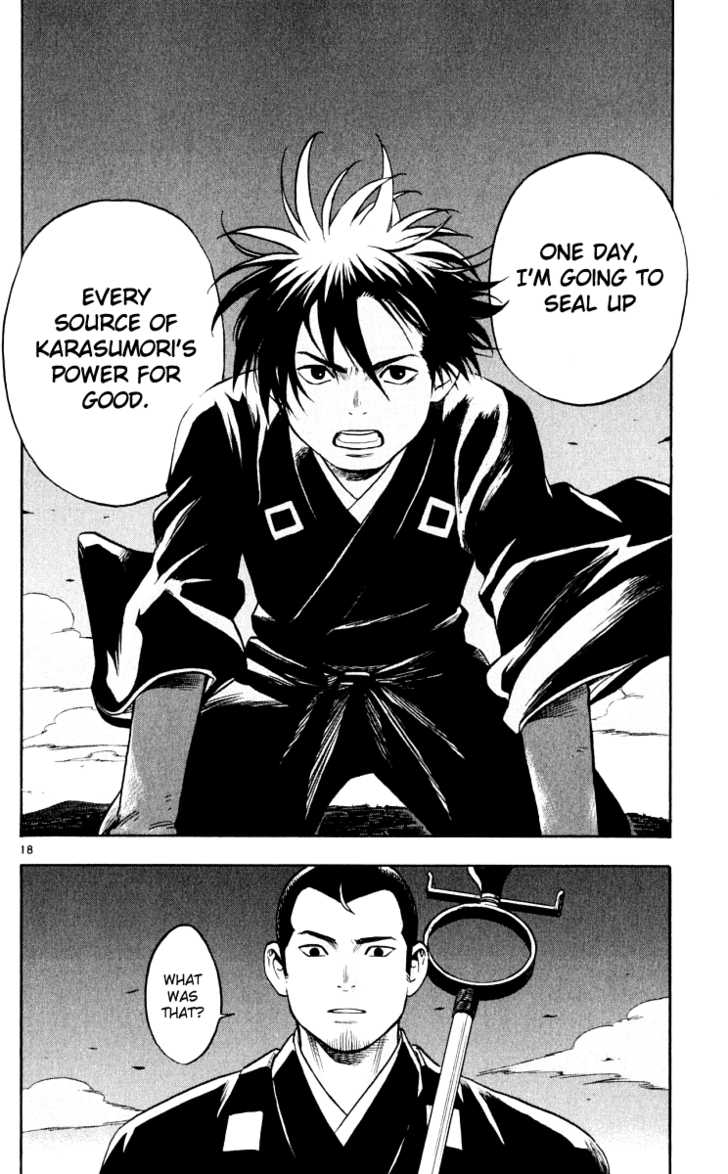 ONE DAY,
I'M GOING TO
SEAL UP
EVERY
SOURCE OF
KARASUMORI'S
POWER FOR
GOOD.
18
WHAT
WAS
THAT?